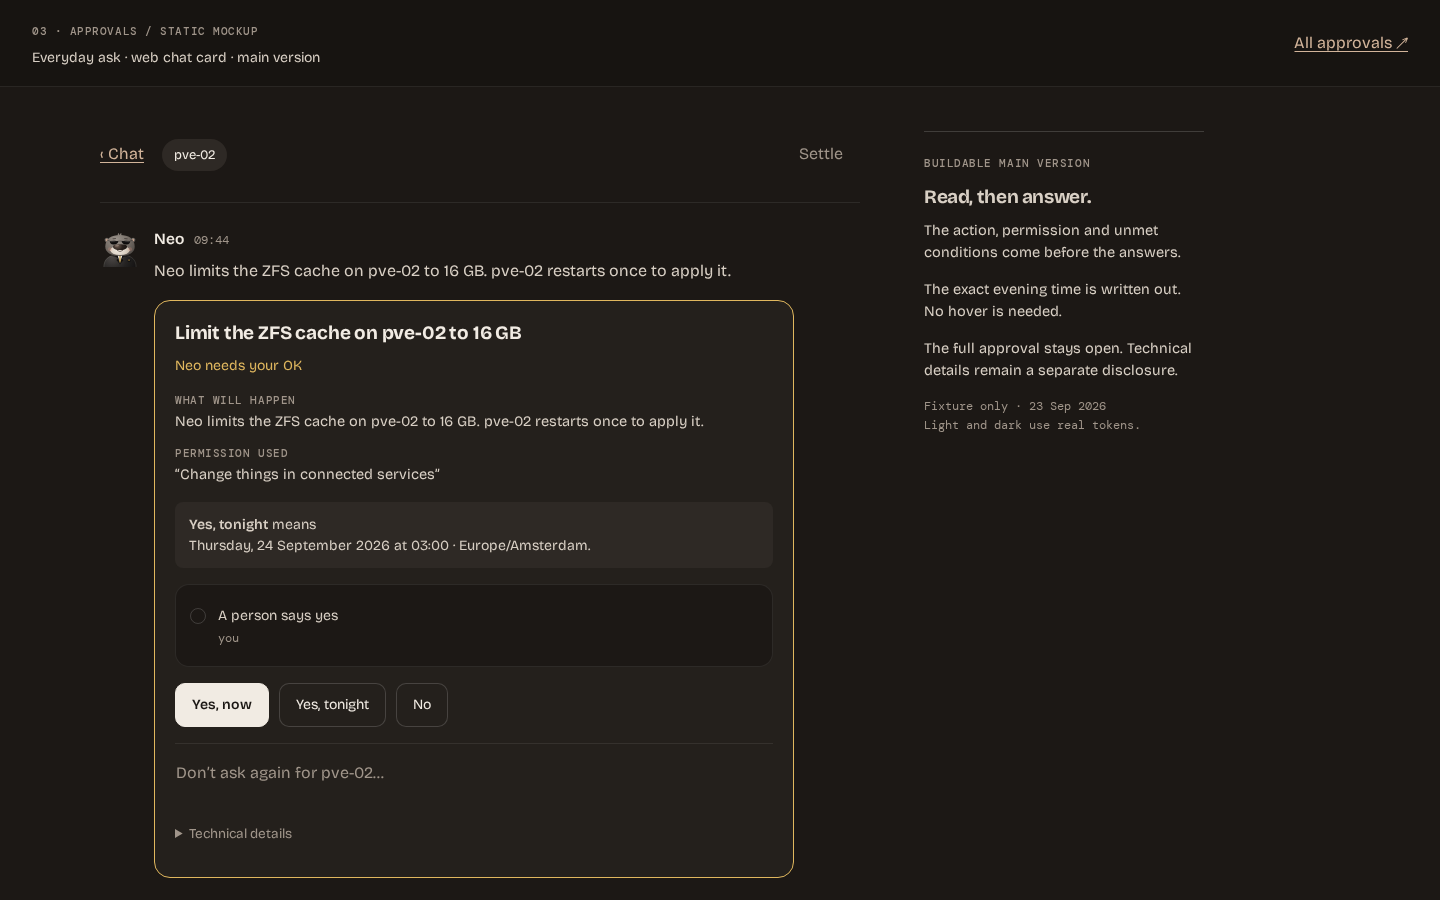 03 · APPROVALS / STATIC MOCKUP
Everyday ask · web chat card · main version
All approvals ↗
‹ Chat
pve-02
Settle
Neo 09:44
Neo limits the ZFS cache on pve-02 to 16 GB. pve-02 restarts once to apply it.
Limit the ZFS cache on pve-02 to 16 GB
Neo needs your OK
WHAT WILL HAPPEN
Neo limits the ZFS cache on pve-02 to 16 GB. pve-02 restarts once to apply it.
PERMISSION USED
“Change things in connected services”
Yes, tonight means
Thursday, 24 September 2026 at 03:00 · Europe/Amsterdam.
A person says yes
you
Yes, now
Yes, tonight
No
Don’t ask again for pve-02…
Technical details
BUILDABLE MAIN VERSION
Read, then answer.
The action, permission and unmet
conditions come before the answers.
The exact evening time is written out.
No hover is needed.
The full approval stays open. Technical
details remain a separate disclosure.
Fixture only · 23 Sep 2026
Light and dark use real tokens.